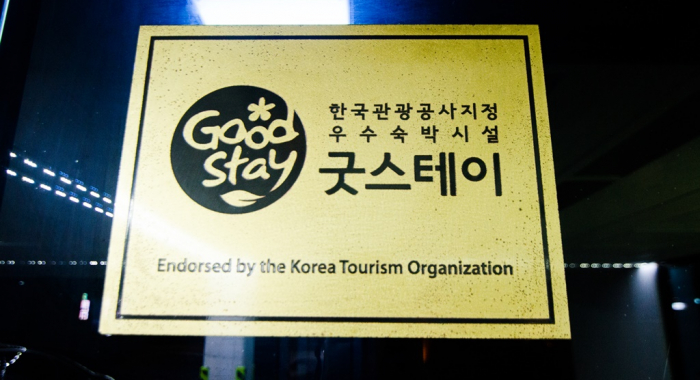 Good
Stay
한국관광공사지정
우수숙박시설
굿스테이
Endorsed by the Korea Tourism Organization